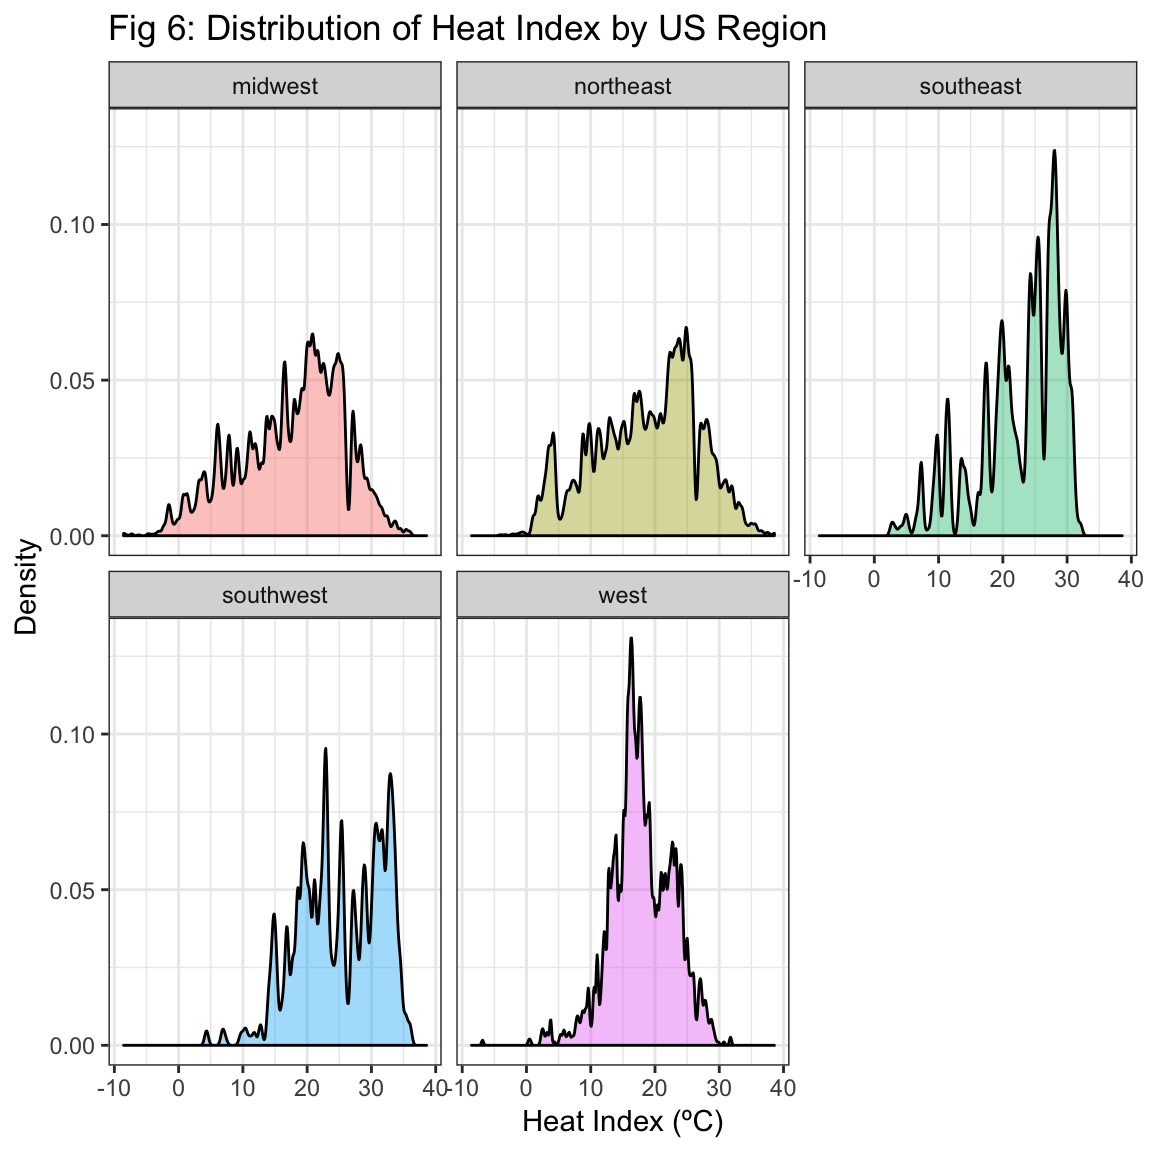 Fig 6: Distribution of Heat Index by US Region
midwest northeast southeast
0.10
0.05
0.00
-10 0 10 20 30 40
Density
southwest west
0.10
0.05
0.00
-10 0 10 20 30 40 -10 0 10 20 30 40
Heat Index (ºC)